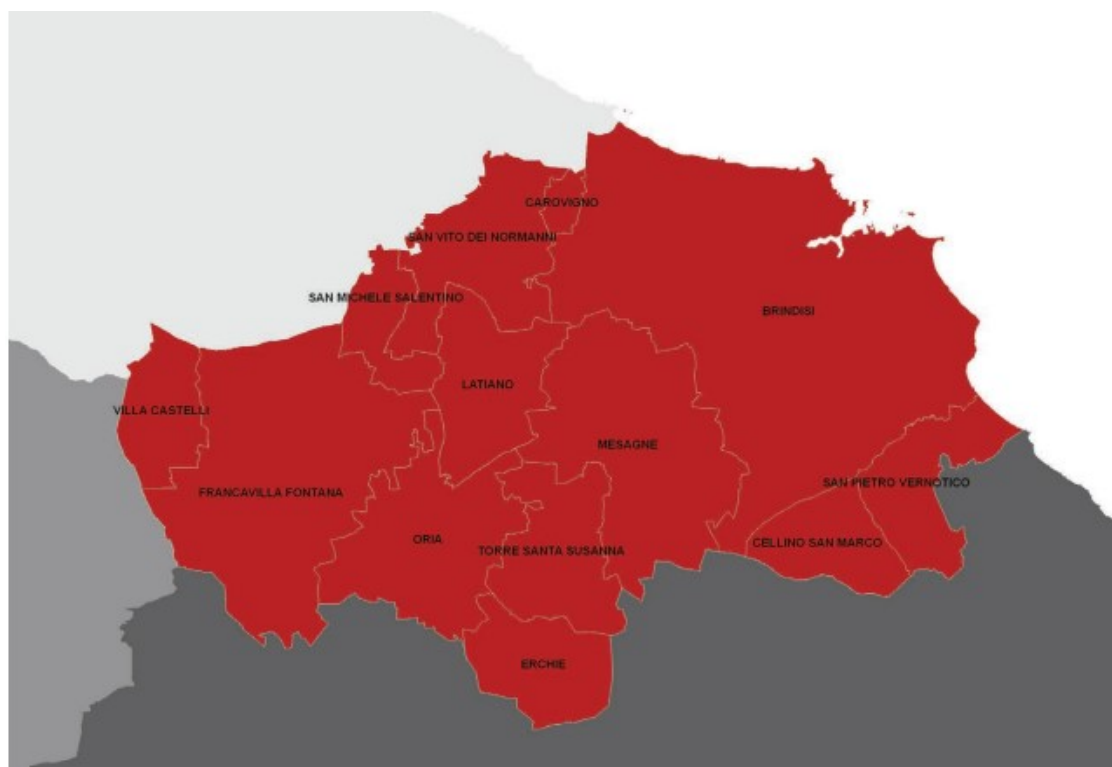 CAROVIGNO
SAN VITO DEI NORMANNI
SAN MICHELE SALENTINO
BRINDISI
LATIANO
VILLA CASTELLI
MESAGNE
SAN PIETRO VERNOTICO
FRANCAVILLA FONTANA
ORIA
CELLINO SAN MARCO
TORRE SANTA SUSANNA
ERCHIE